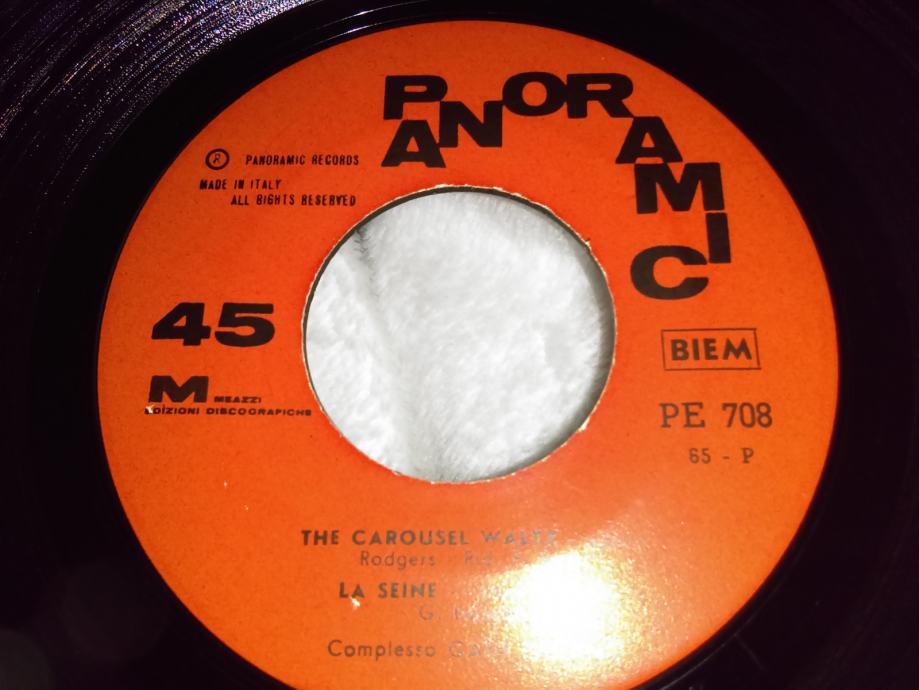 PANORAMIC
® PANORAMIC RECORDS
MADE IN ITALY
ALL RIGHTS RESERVED
45
M MEAZZI
EDIZIONI DISCOGRAFICHE
BIEM
PE 708
65 - P
THE CAROUSEL WALTZ
Rodgers
LA SEINE
G.
Complesso